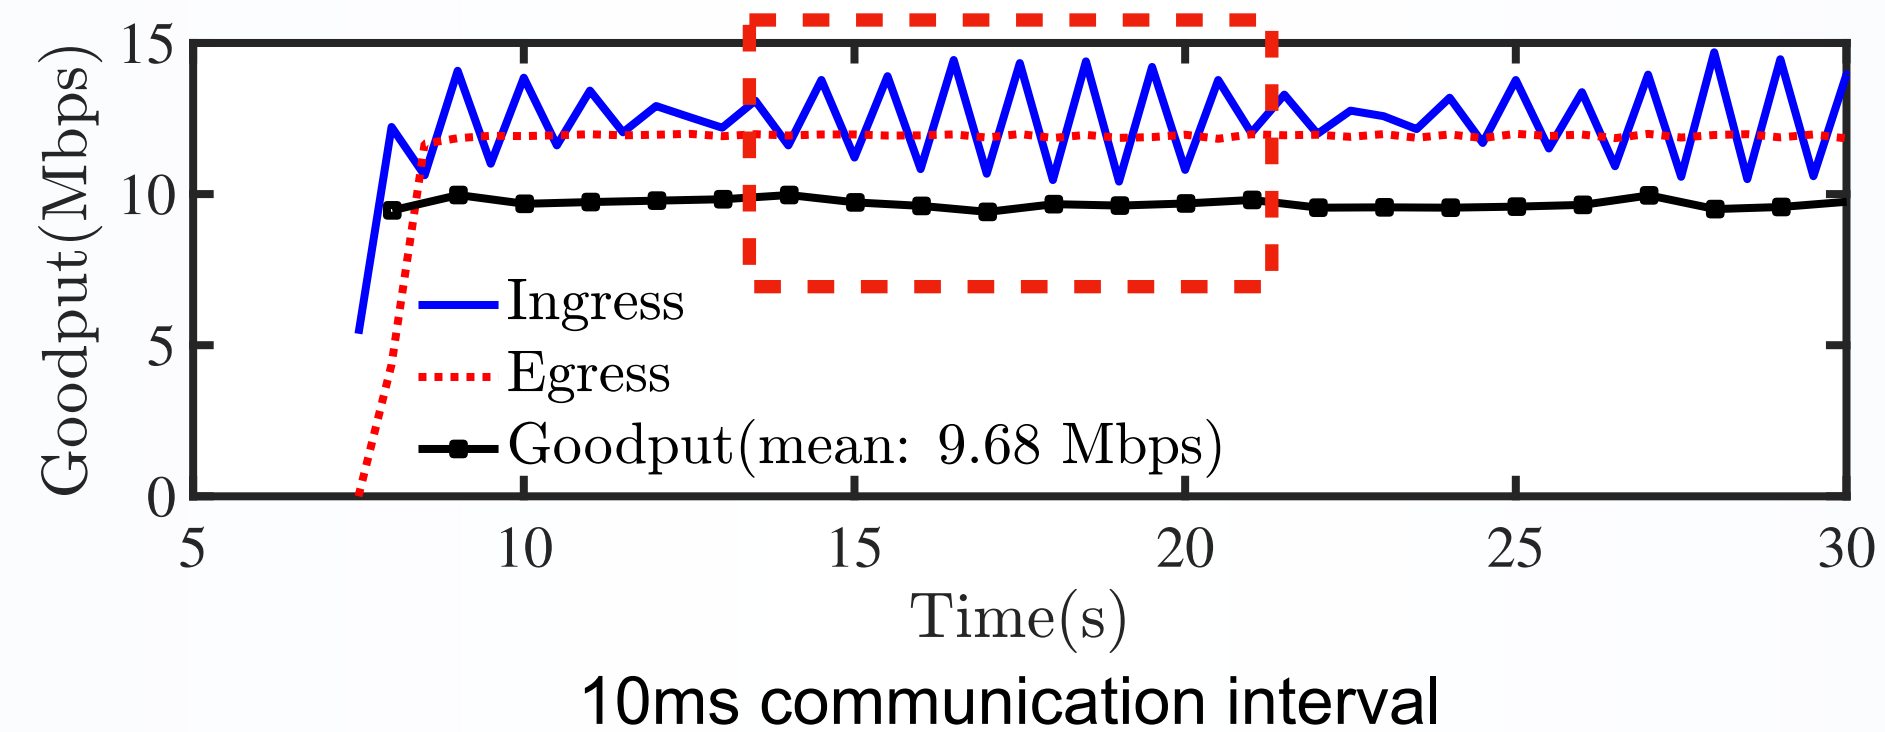 Goodput(Mbps)
15
10
5
0
Ingress
Egress
Goodput(mean: 9.68 Mbps)
5 10 15 20 25 30
Time(s)
10ms communication interval